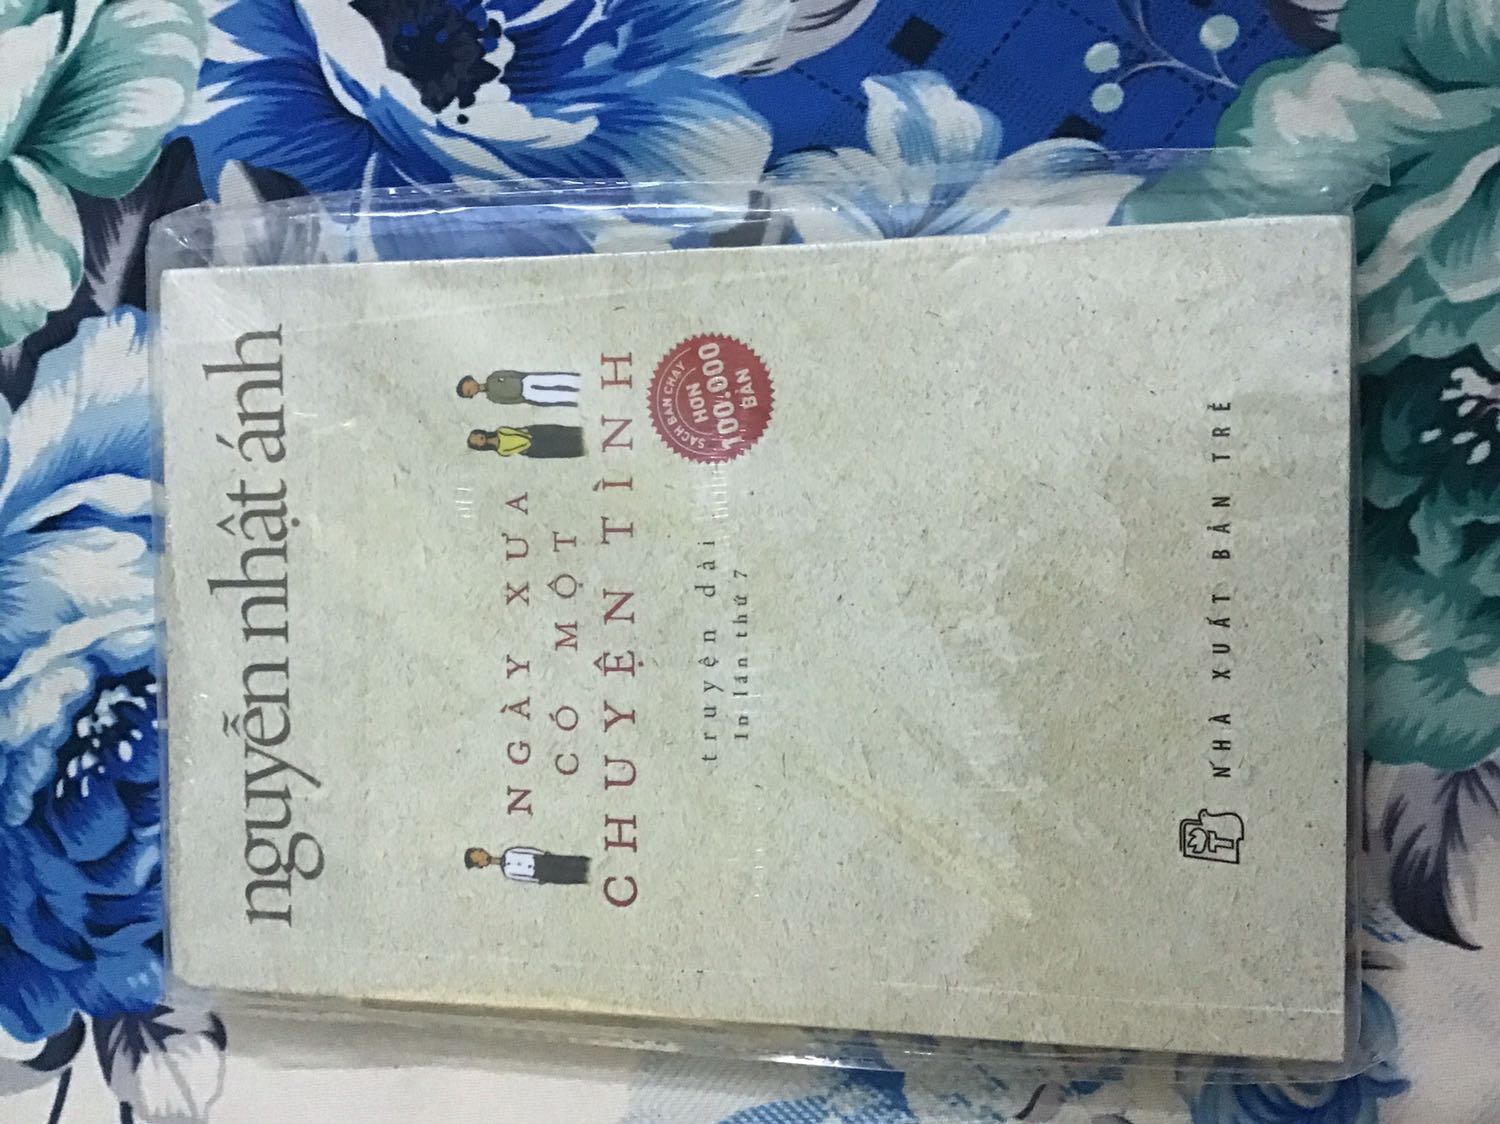 nguyễn nhật ánh
NGÀY XƯA
CÓ MỘT
CHUYỆN TÌNH
truyện dài
In lần thứ 7
SÁCH BÁN CHẠY
HƠN
100.000
BẢN
NHÀ XUẤT BẢN TRẺ
T